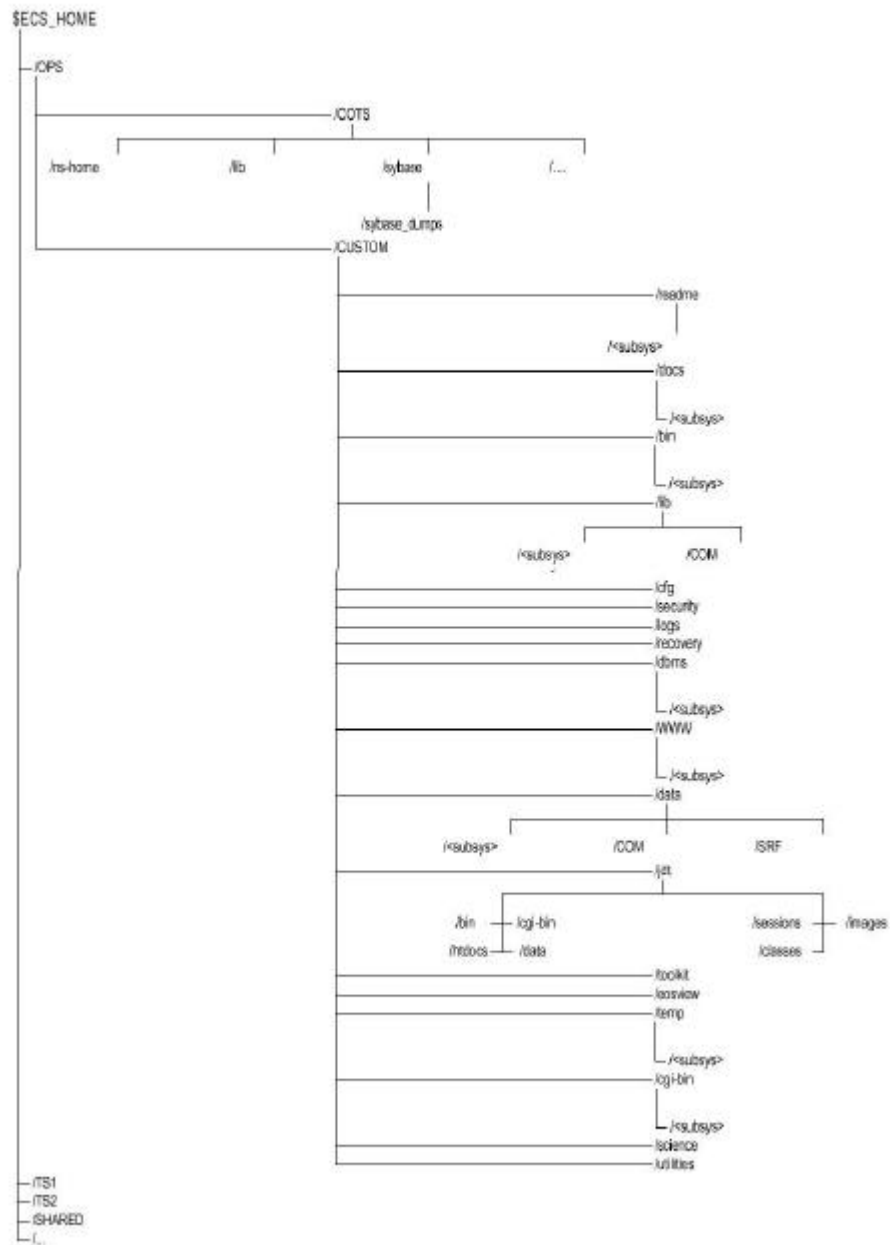 $ECS_HOME
/OPS
/COTS
/ns-home /lib /sybase /...
/sybase_dumps
/CUSTOM
/readme
/<subsys>
/docs
/<subsys>
/bin
/<subsys>
/lib
/<subsys> /COM
/cfg
/security
/logs
/recovery
/dbms
/<subsys>
/WWW
/<subsys>
/data
/<subsys> /COM /SRF
/jdt
/bin /cgi-bin /sessions /images
/htdocs /data /classes
/toolkit
/eosview
/temp
/<subsys>
/cgi-bin
/<subsys>
/science
/utilities
/TS1
/TS2
/SHARED
/...